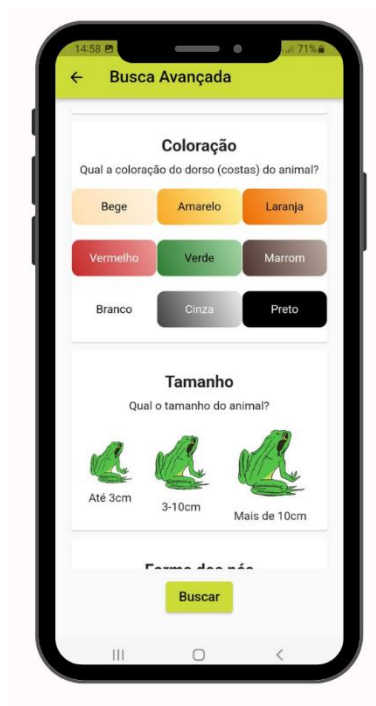 14:58
71%
Busca Avançada
Coloração
Qual a coloração do dorso (costas) do animal?
Bege Amarelo Laranja
Vermelho Verde Marrom
Branco Cinza Preto
Tamanho
Qual o tamanho do animal?
Até 3cm
3-10cm
Mais de 10cm
Buscar